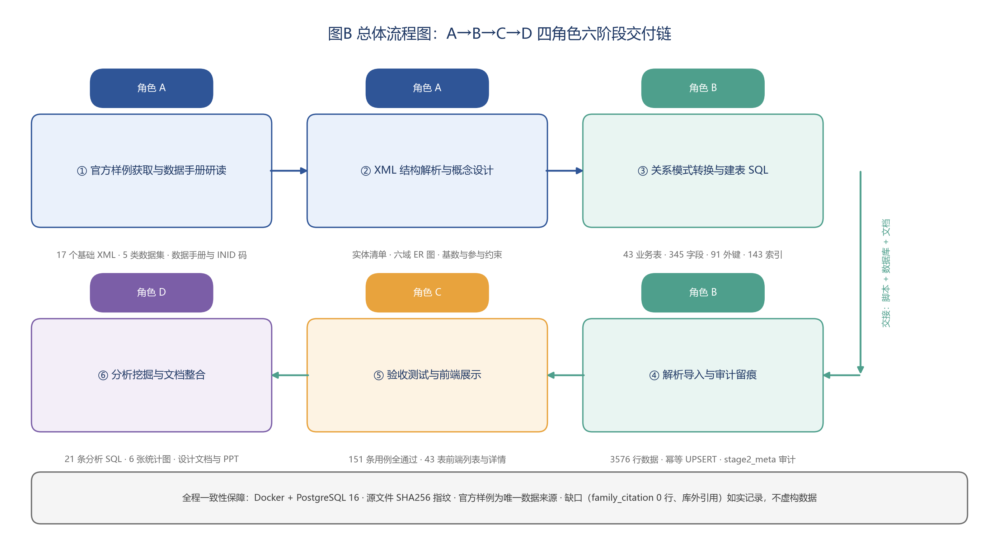 图B 总体流程图：A→B→C→D 四角色六阶段交付链
角色 A
角色 A
角色 B
① 官方样例获取与数据手册研读
② XML 结构解析与概念设计
③ 关系模式转换与建表 SQL
17 个基础 XML · 5 类数据集 · 数据手册与 INID 码
实体清单 · 六域 ER 图 · 基数与参与约束
43 业务表 · 345 字段 · 91 外键 · 143 索引
交接：脚本 + 数据库 + 文档
角色 D
角色 C
角色 B
⑥ 分析挖掘与文档整合
⑤ 验收测试与前端展示
④ 解析导入与审计留痕
21 条分析 SQL · 6 张统计图 · 设计文档与 PPT
151 条用例全通过 · 43 表前端列表与详情
3576 行数据 · 幂等 UPSERT · stage2_meta 审计
全程一致性保障：Docker + PostgreSQL 16 · 源文件 SHA256 指纹 · 官方样例为唯一数据来源 · 缺口（family_citation 0 行、库外引用）如实记录，不虚构数据